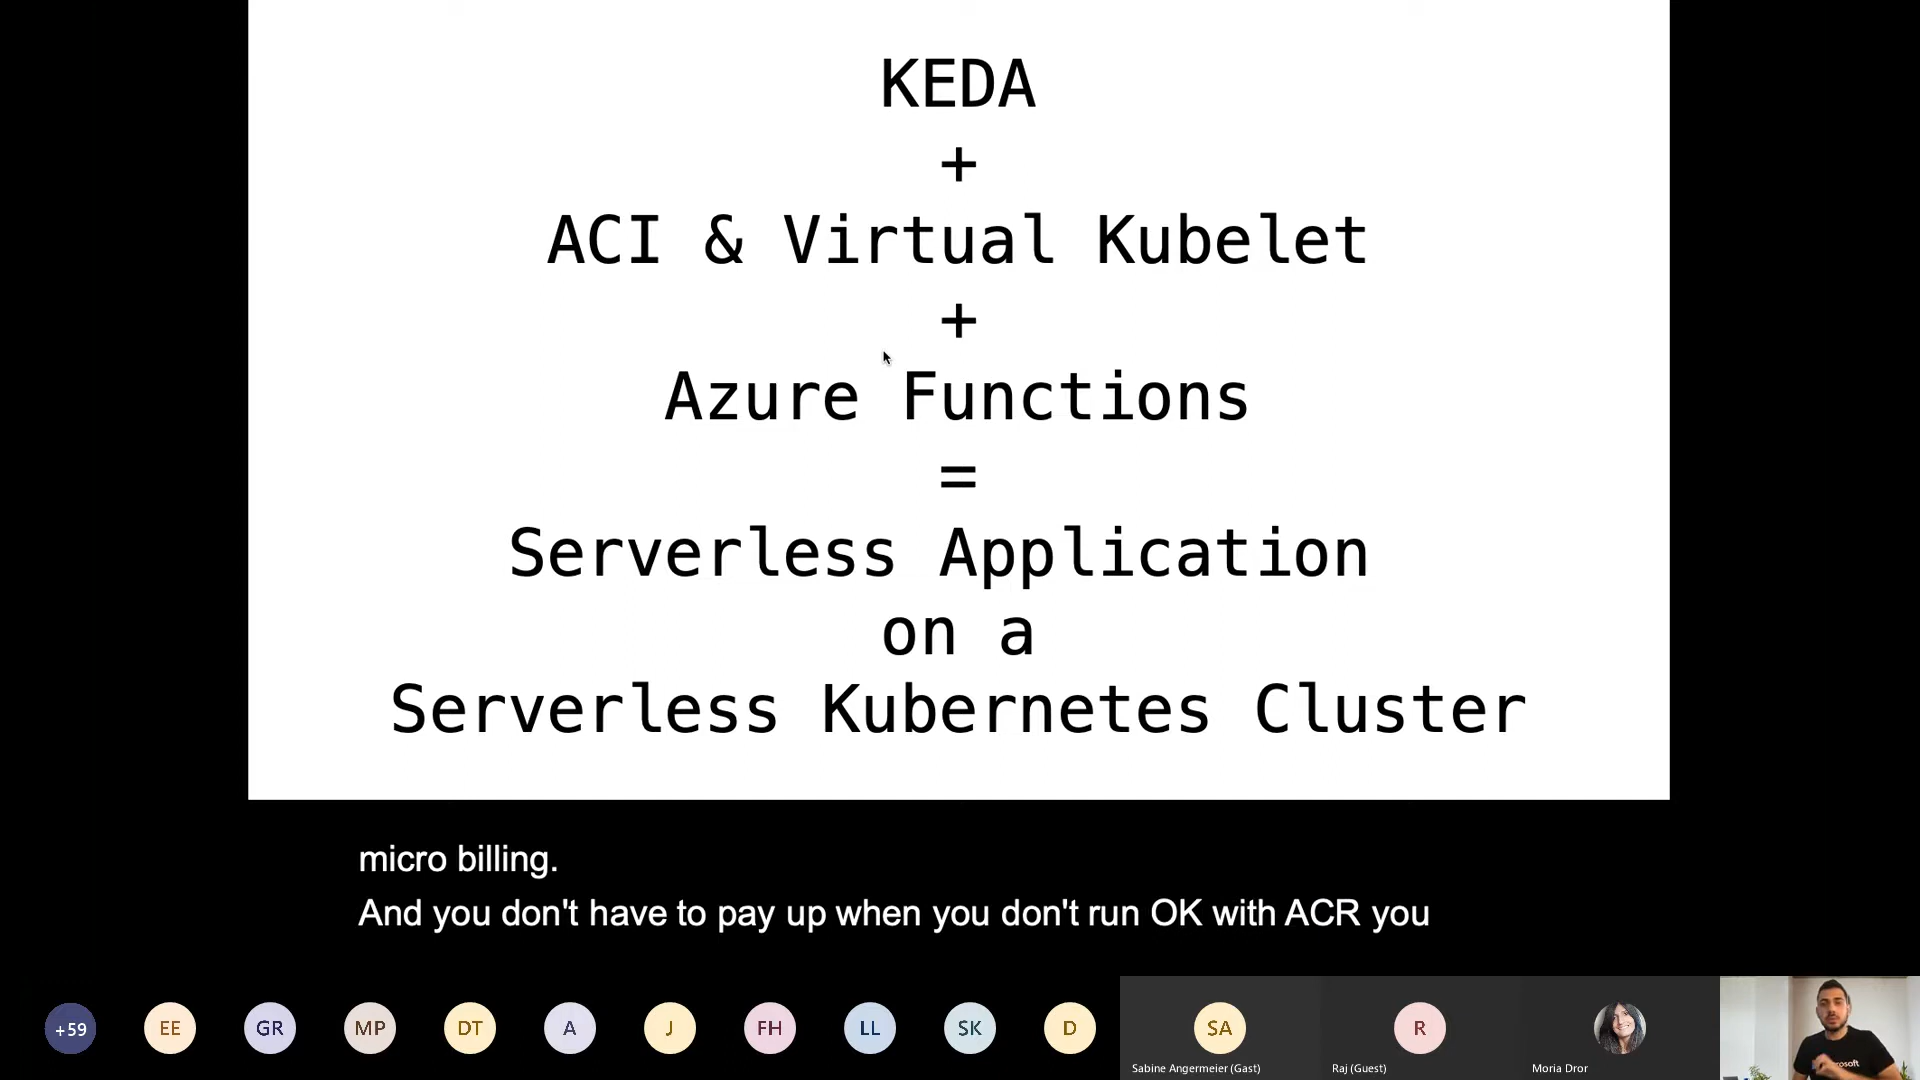 KEDA
+
ACI & Virtual Kubelet
+
Azure Functions
=
Serverless Application
on a
Serverless Kubernetes Cluster
micro billing.
And you don't have to pay up when you don't run OK with ACR you
+59
EE
GR
MP
DT
A
J
FH
LL
SK
D
SA
R
Sabine Angermeier (Gast)
Raj (Guest)
Moria Dror